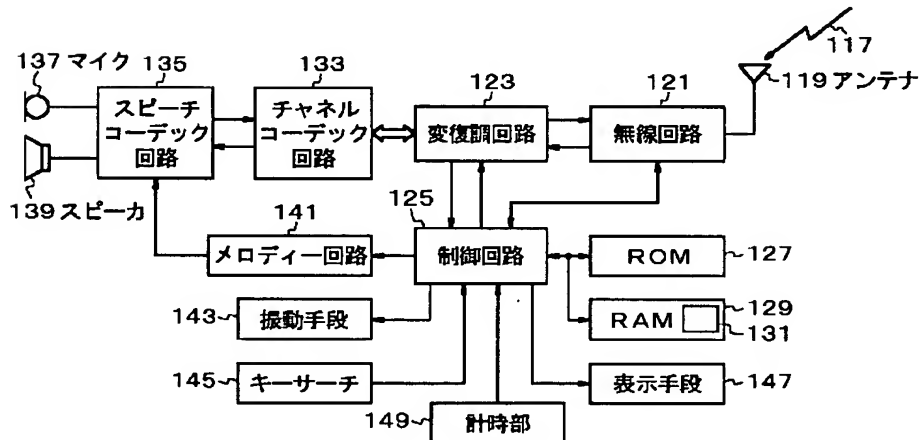 137 マイク
135
133
123
121
117
119 アンテナ
スピーチ
コーデック
回路
チャネル
コーデック
回路
変復調回路
無線回路
139 スピーカ
141
125
メロディー回路
制御回路
ROM
127
143
振動手段
RAM
129
131
145
キーサーチ
表示手段
147
149
計時部